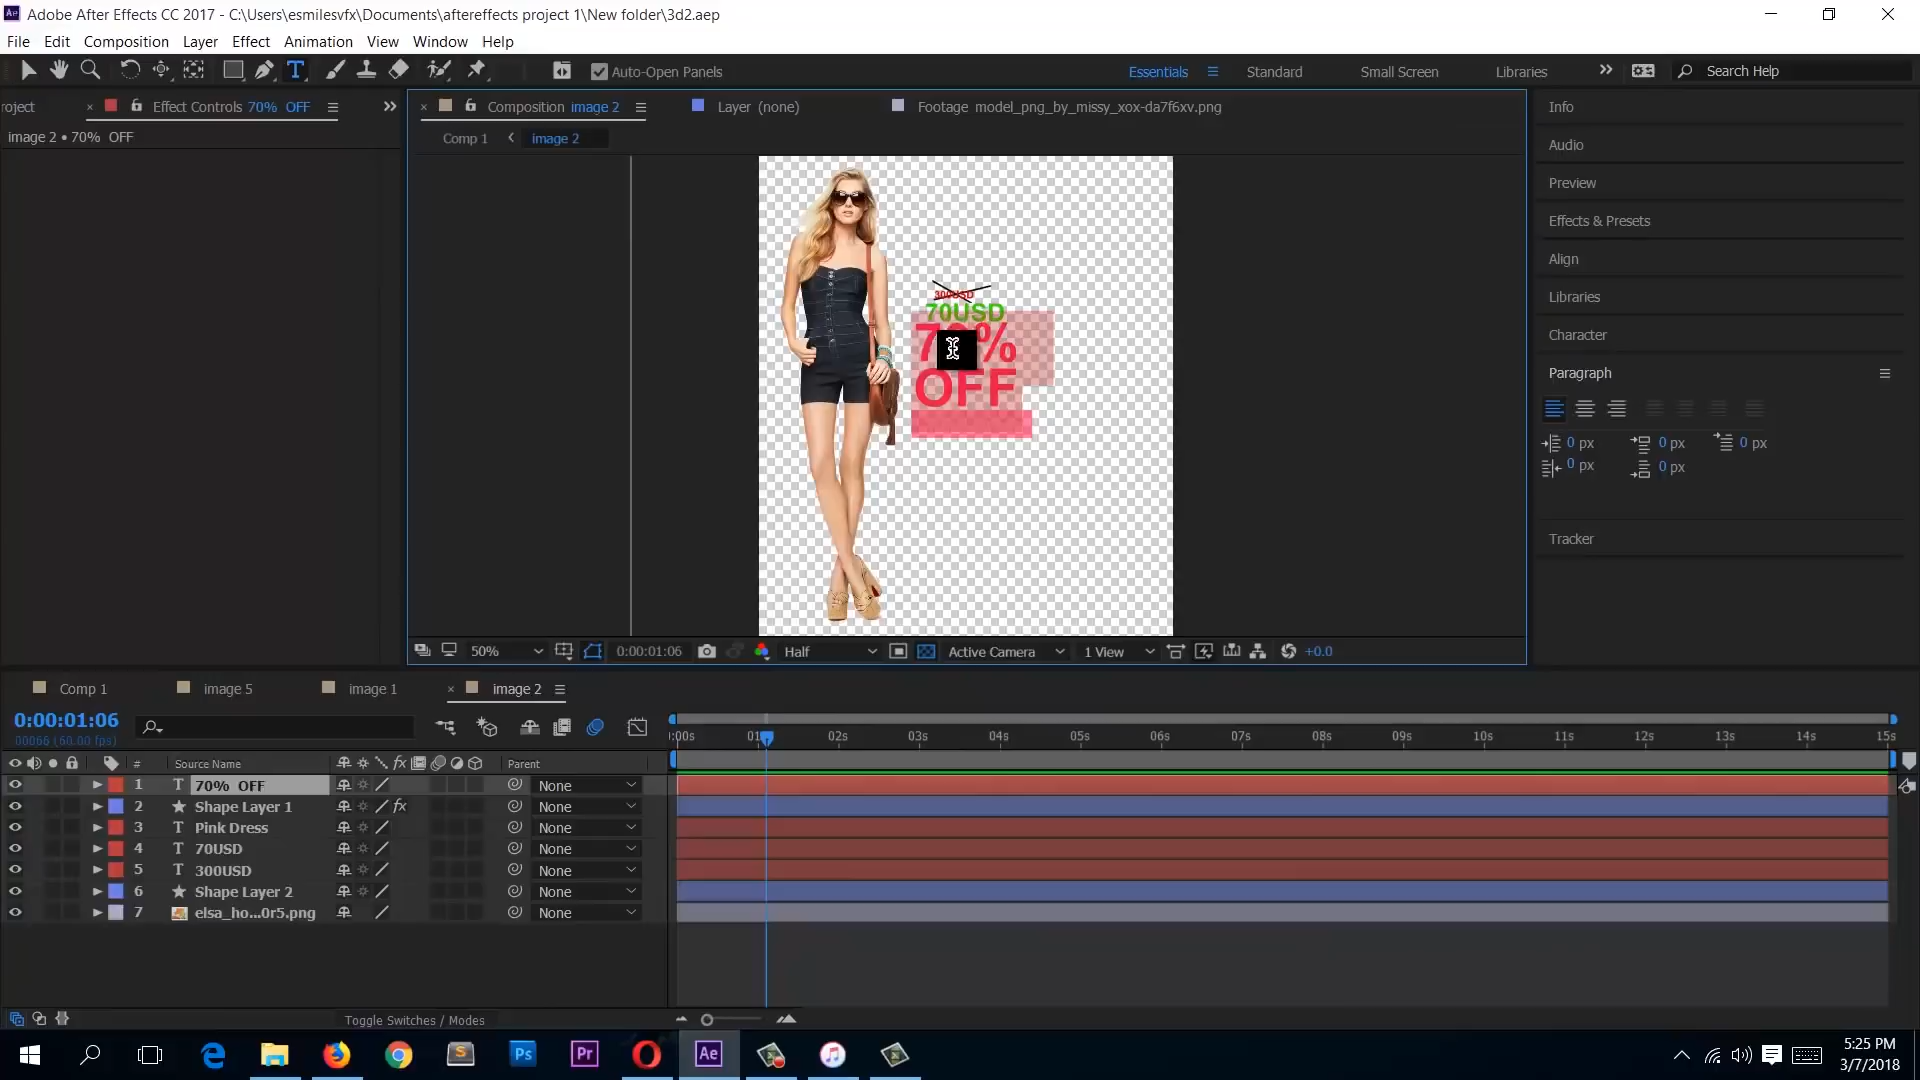 Adobe After Effects CC 2017 - C:\Users\esmilesvfx\Documents\aftereffects project 1\New folder\3d2.aep
File Edit Composition Layer Effect Animation View Window Help
Auto-Open Panels
Essentials Standard Small Screen Libraries Search Help
roject Effect Controls 70% OFF
image 2 • 70% OFF
Composition image 2 Layer (none) Footage model_png_by_missy_xox-da7f6xv.png
Comp 1 image 2
300USD
70USD
OFF
50% 0:00:01:06 Half Active Camera 1 View +0.0
Info
Audio
Preview
Effects & Presets
Align
Libraries
Character
Paragraph
0 px 0 px 0 px
0 px 0 px
Tracker
Comp 1 image 5 image 1 image 2
0:00:01:06
00066 (60.00 fps)
:00s 02s 03s 04s 05s 06s 07s 08s 09s 10s 11s 12s 13s 14s 15s
# Source Name Parent
1 T 70% OFF None
2 Shape Layer 1 fx None
3 T Pink Dress None
4 T 70USD None
5 T 300USD None
6 Shape Layer 2 None
7 elsa_ho...0r5.png None
Toggle Switches / Modes
Ps Pr Ae
5:25 PM
3/7/2018